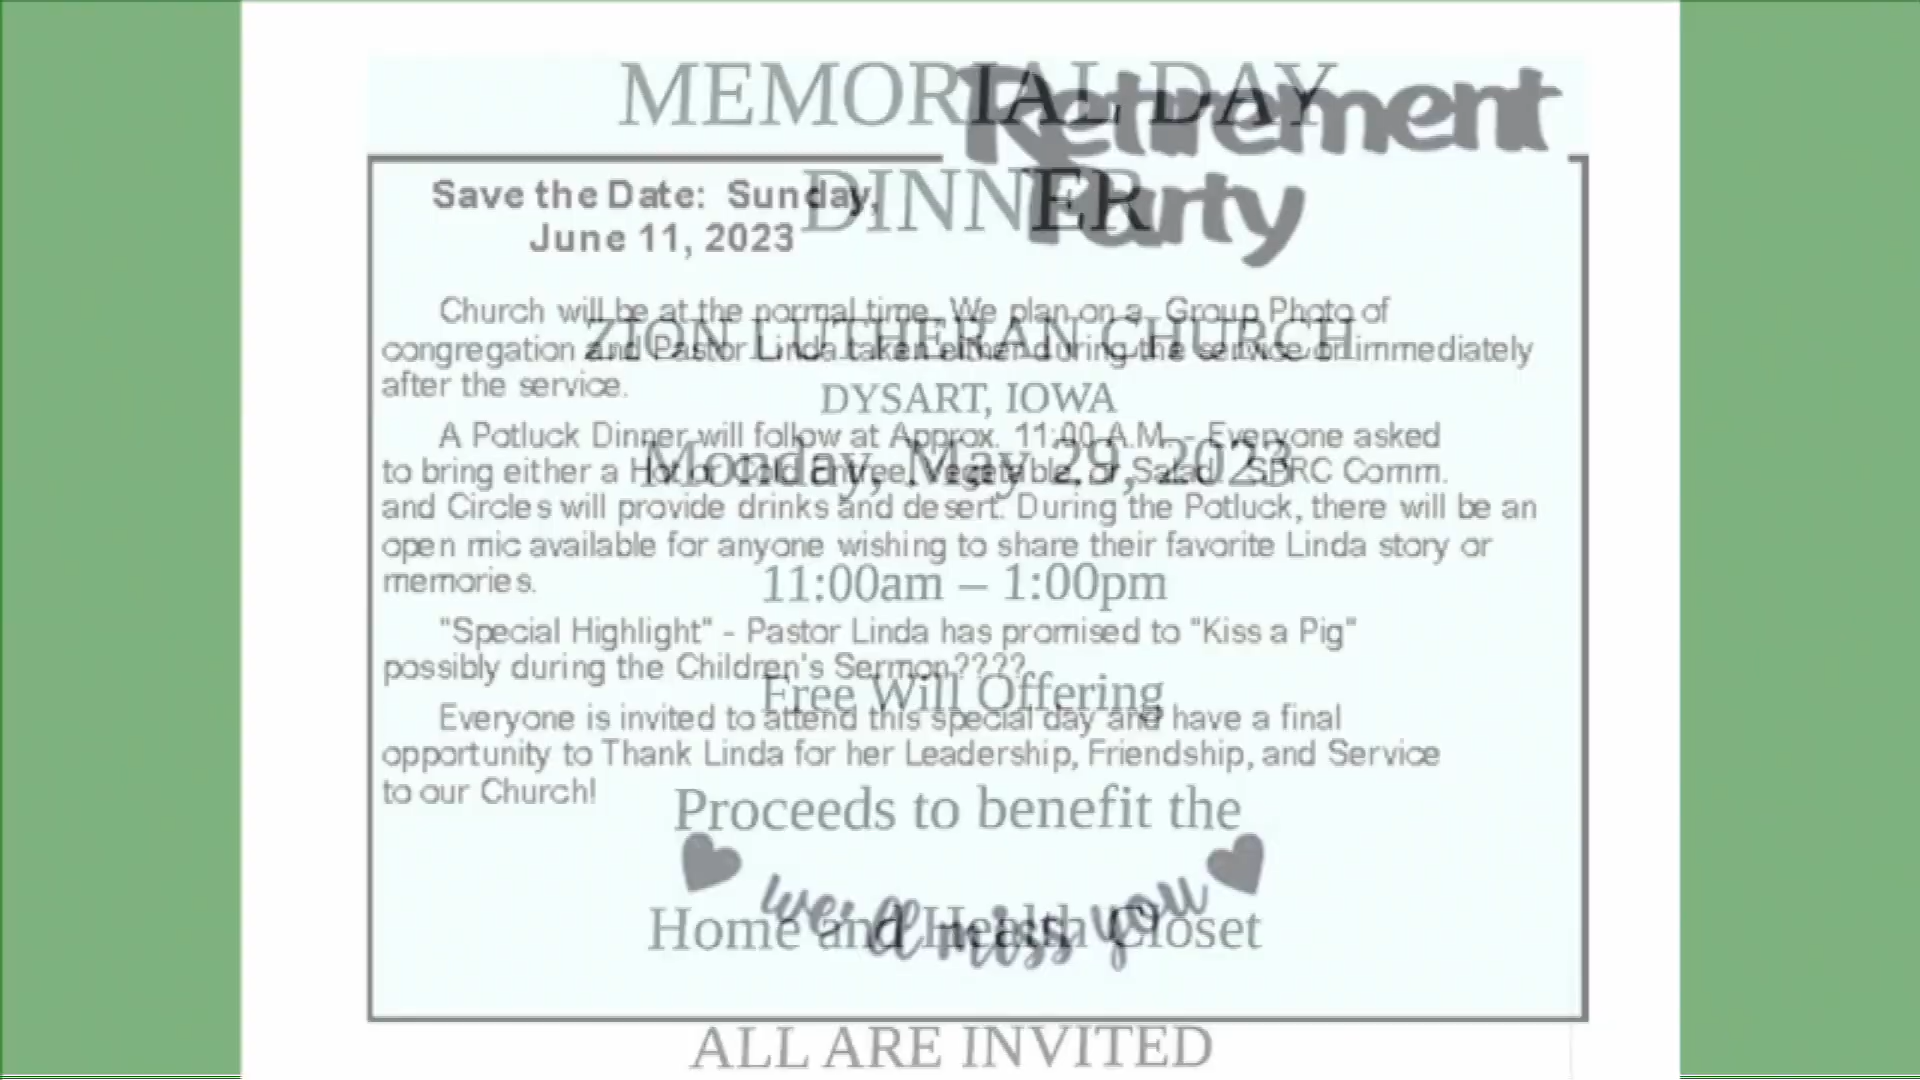 MEMORIAL DAY
DINNER
ZION LUTHERAN CHURCH
DYSART, IOWA
Monday, May 29, 2023
11:00am – 1:00pm
Free Will Offering
Proceeds to benefit the
Home and Health Closet
ALL ARE INVITED
Retirement
Party
Save the Date: Sunday,
June 11, 2023
Church will be at the normal time. We plan on a Group Photo of
congregation and Pastor Linda taken either during the service or immediately
after the service.
A Potluck Dinner will follow at Approx. 11:00 A.M. - Everyone asked
to bring either a Hot or Cold Entree, Vegetable, or Salad. SPRC Comm.
and Circles will provide drinks and desert. During the Potluck, there will be an
open mic available for anyone wishing to share their favorite Linda story or
memories.
"Special Highlight" - Pastor Linda has promised to "Kiss a Pig"
possibly during the Children's Sermon????
Everyone is invited to attend this special day and have a final
opportunity to Thank Linda for her Leadership, Friendship, and Service
to our Church!
we'll miss you